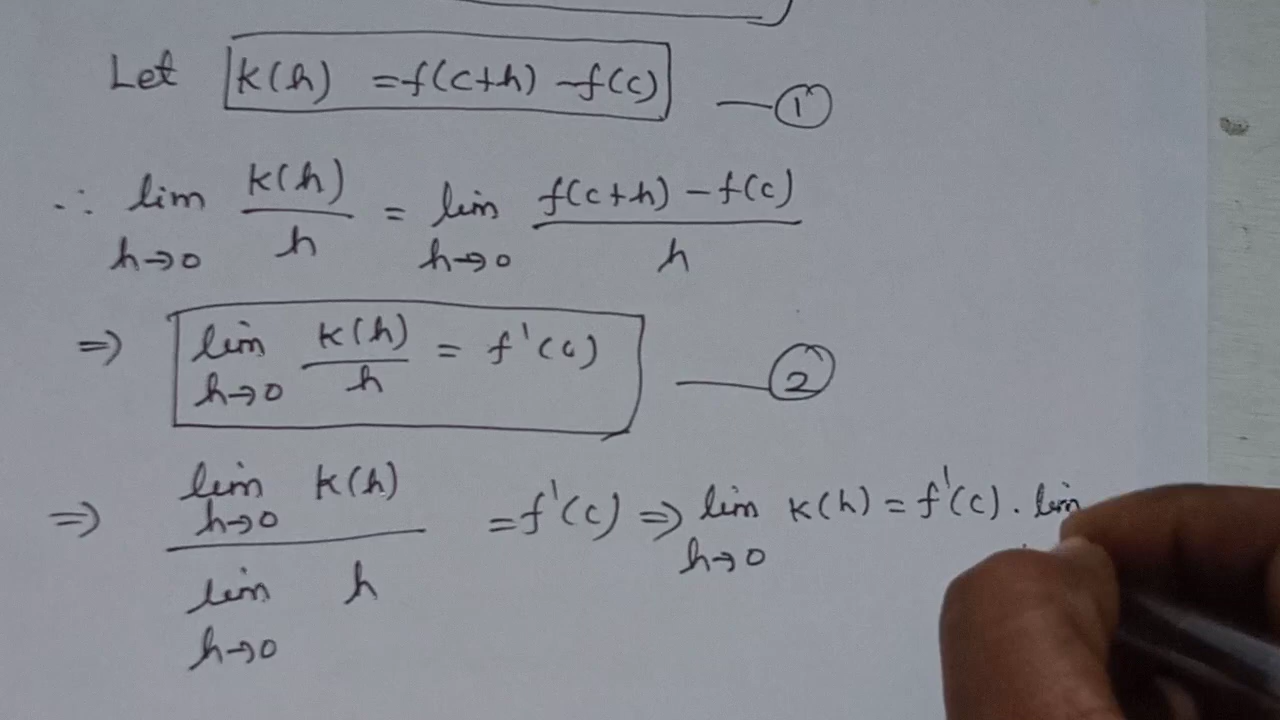 Let k(h) = f(c+h) - f(c) — ①
∴ lim h→0 k(h)/h = lim h→0 (f(c+h) - f(c))/h
⇒ lim h→0 k(h)/h = f'(c) — ②
⇒ (lim h→0 k(h))/(lim h→0 h) = f'(c) ⇒ lim h→0 k(h) = f'(c) . lim